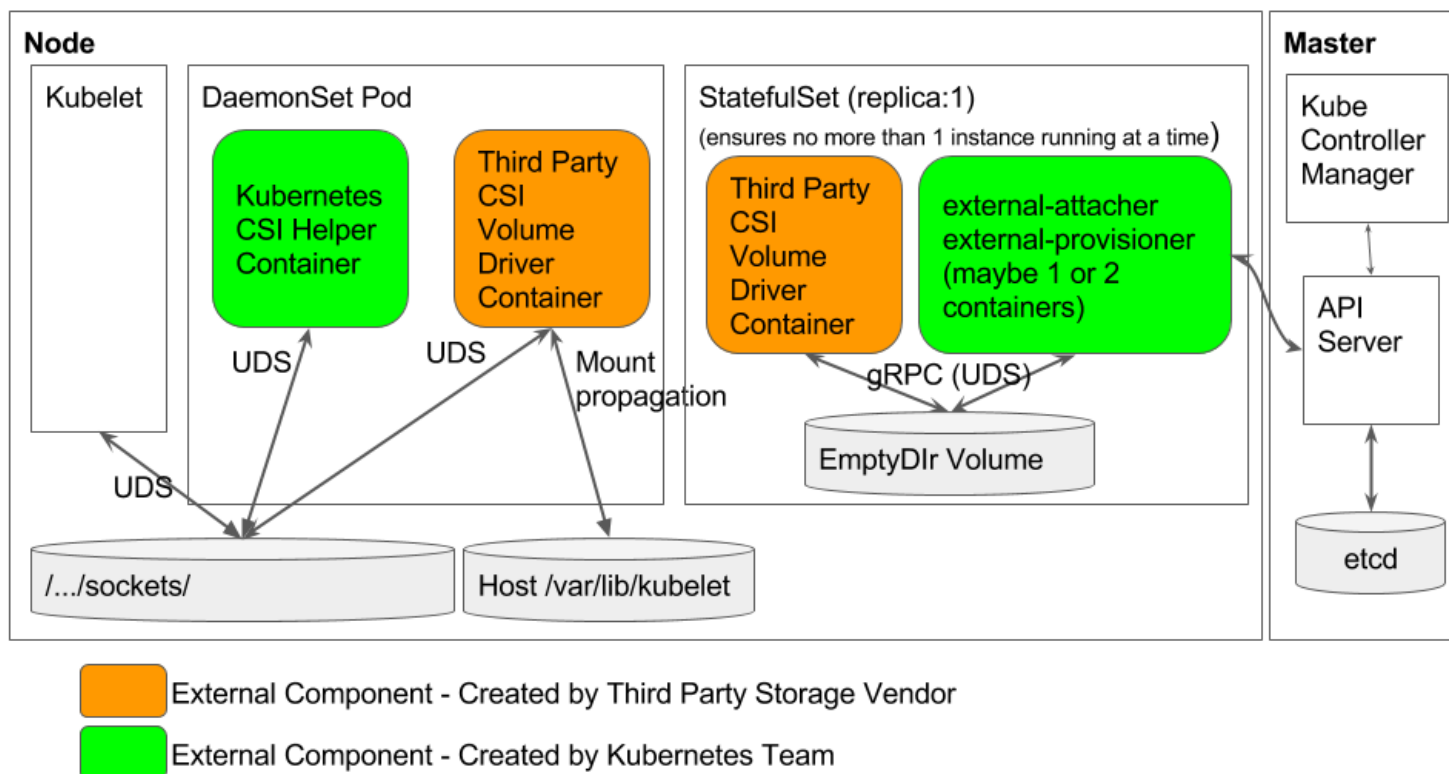 Node
Kubelet
DaemonSet Pod
Kubernetes
CSI Helper
Container
Third Party
CSI
Volume
Driver
Container
UDS
UDS
Mount
propagation
UDS
/.../sockets/
Host /var/lib/kubelet
StatefulSet (replica:1)
(ensures no more than 1 instance running at a time)
Third Party
CSI
Volume
Driver
Container
external-attacher
external-provisioner
(maybe 1 or 2
containers)
gRPC (UDS)
EmptyDIr Volume
Master
Kube
Controller
Manager
API
Server
etcd
External Component - Created by Third Party Storage Vendor
External Component - Created by Kubernetes Team